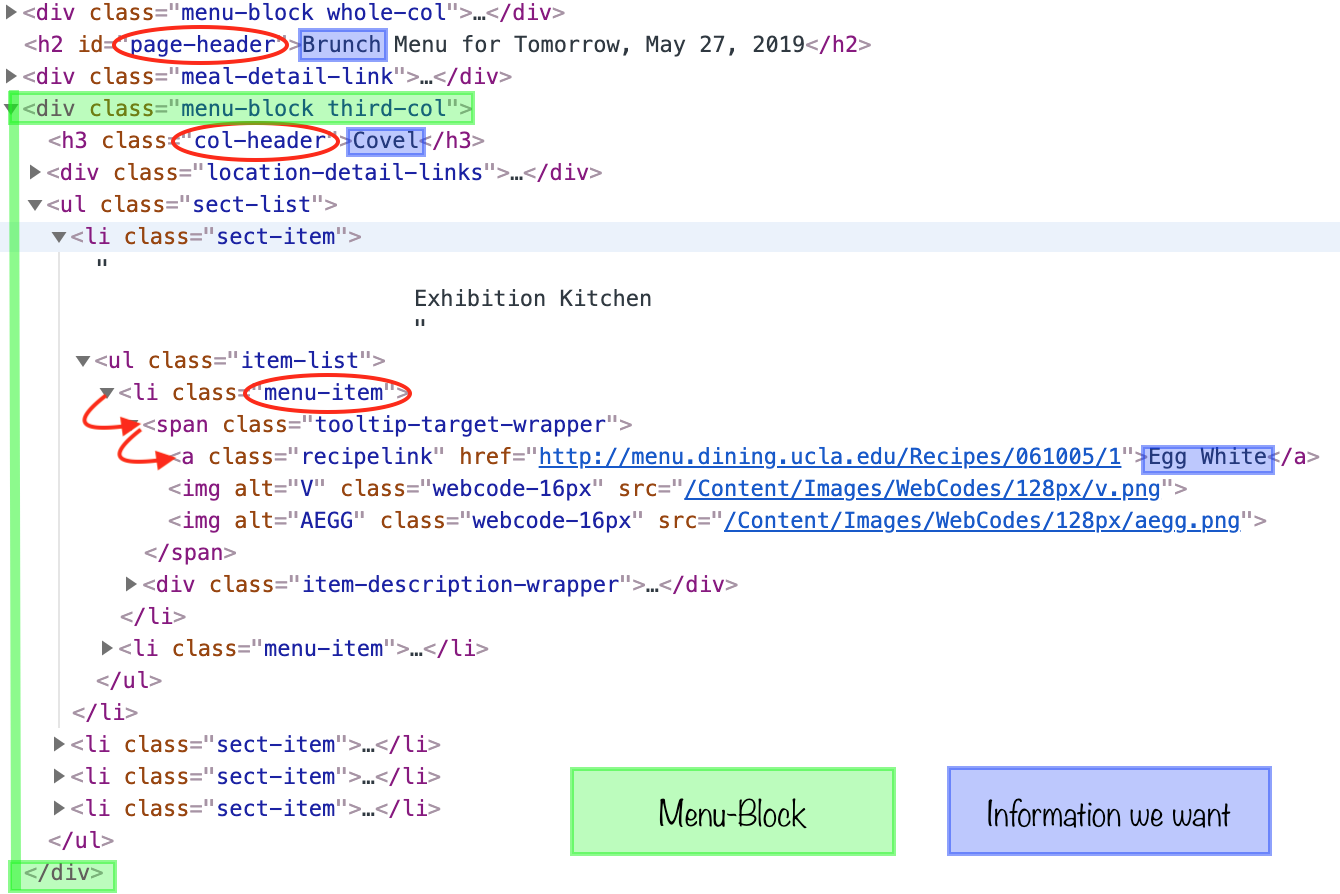 ▶<div class="menu-block whole-col">…</div>
<h2 id="page-header">Brunch Menu for Tomorrow, May 27, 2019</h2>
▶<div class="meal-detail-link">…</div>
▼<div class="menu-block third-col">
<h3 class="col-header">Covel</h3>
▶<div class="location-detail-links">…</div>
▼<ul class="sect-list">
▼<li class="sect-item">
"
Exhibition Kitchen
"
▼<ul class="item-list">
▼<li class="menu-item">
<span class="tooltip-target-wrapper">
<a class="recipelink" href="http://menu.dining.ucla.edu/Recipes/061005/1">Egg White</a>
<img alt="V" class="webcode-16px" src="/Content/Images/WebCodes/128px/v.png">
<img alt="AEGG" class="webcode-16px" src="/Content/Images/WebCodes/128px/aegg.png">
</span>
▶<div class="item-description-wrapper">…</div>
</li>
▶<li class="menu-item">…</li>
</ul>
</li>
▶<li class="sect-item">…</li>
▶<li class="sect-item">…</li>
▶<li class="sect-item">…</li>
</ul>
</div>
Menu-Block
Information we want